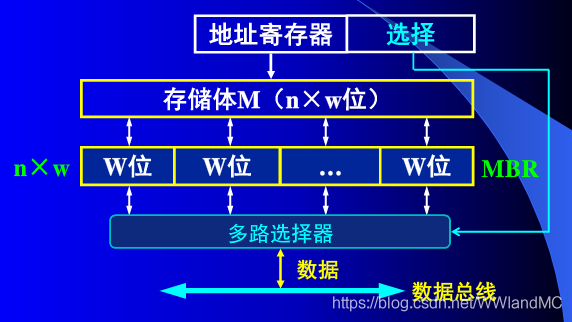 地址寄存器 选择
存储体M（n×w位）
n×w W位 W位 ... W位 MBR
多路选择器
数据
数据总线
https://blog.csdn.net/WWIandMC